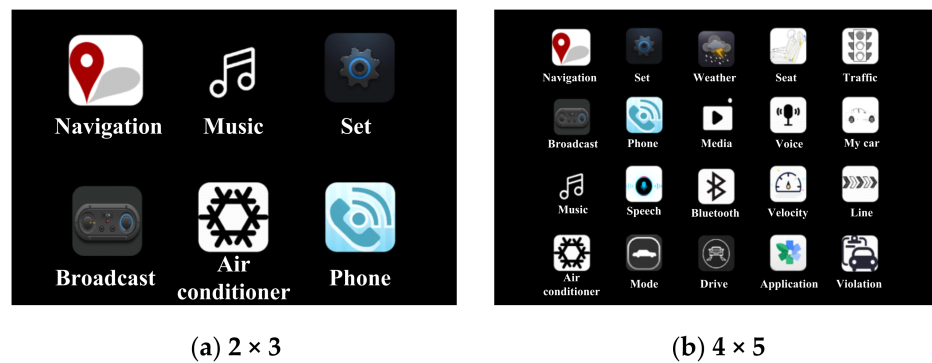 Navigation Music Set
Broadcast Air conditioner Phone
Navigation Set Weather Seat Traffic
Broadcast Phone Media Voice My car
Music Speech Bluetooth Velocity Line
Air conditioner Mode Drive Application Violation
(a) 2 × 3
(b) 4 × 5